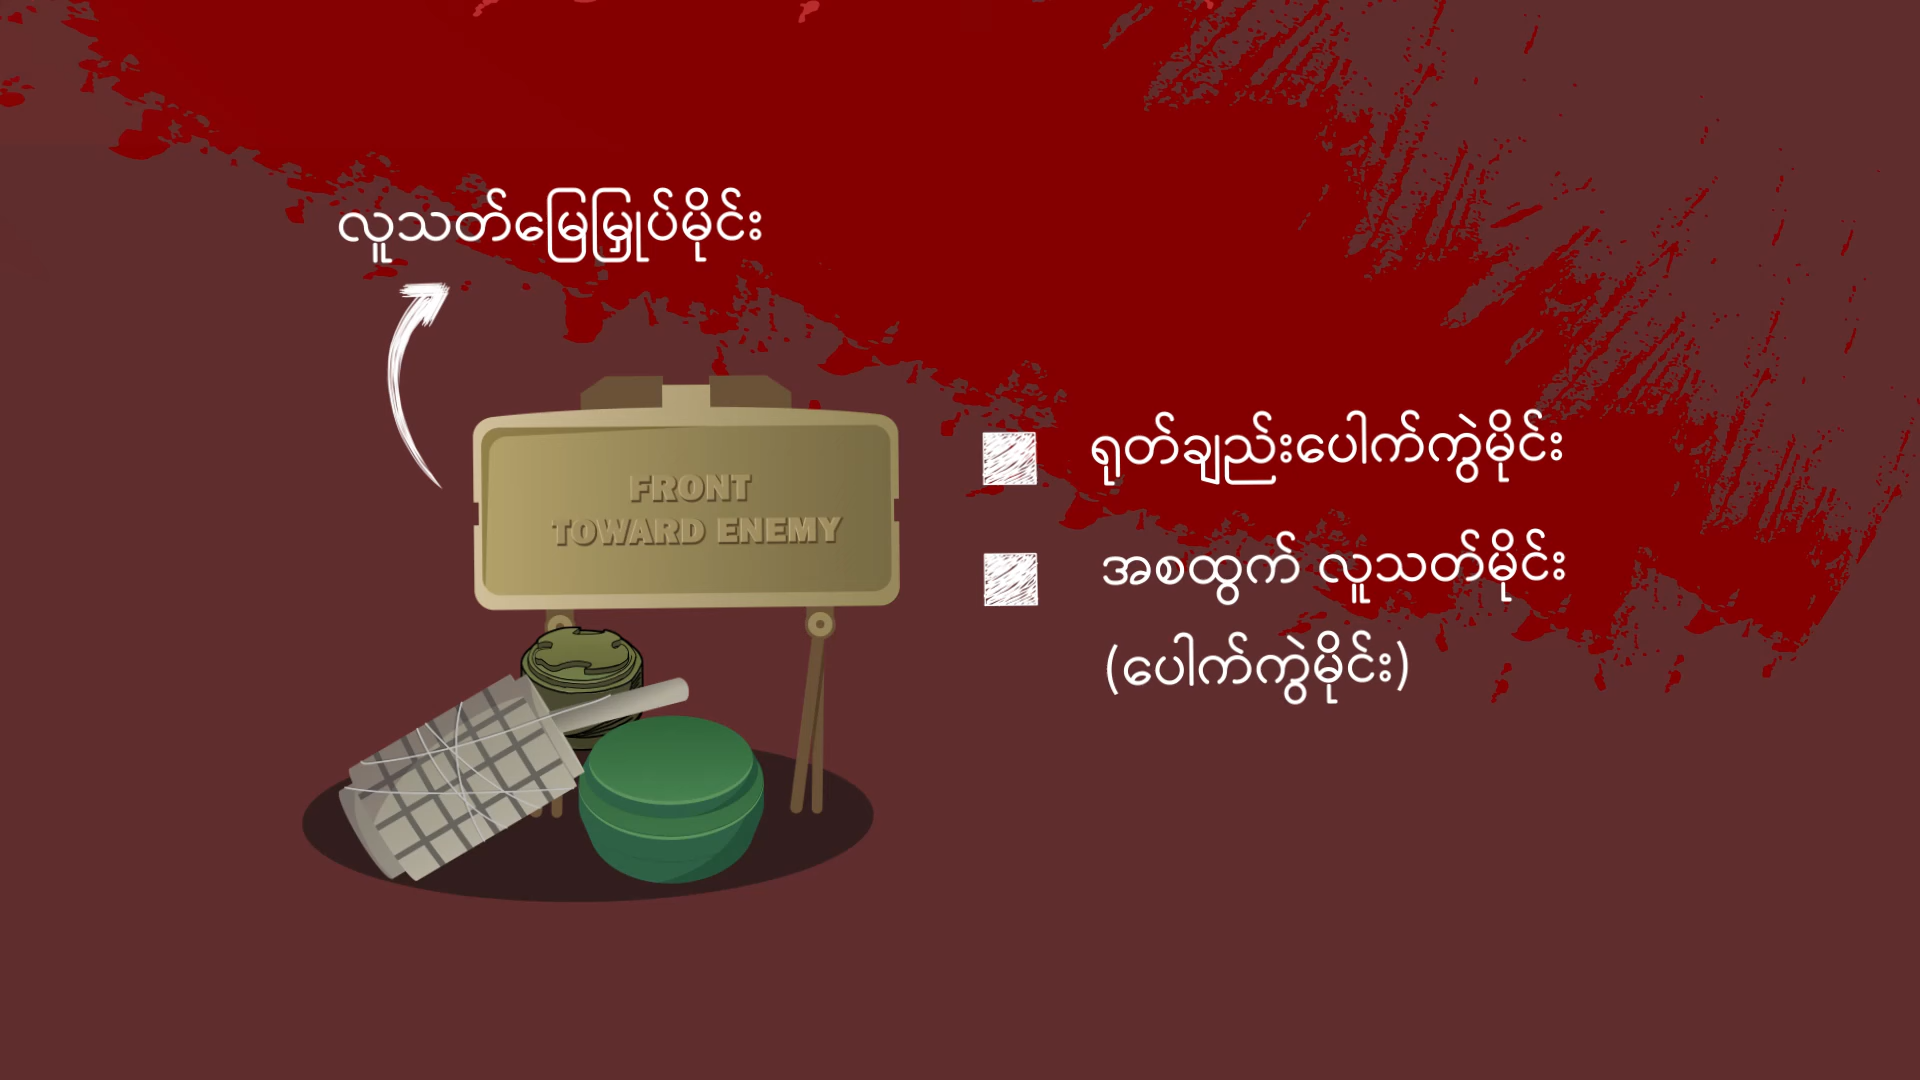 လူသတ်မြေမြှုပ်မိုင်း
FRONT
TOWARD ENEMY
ရုတ်ချည်းပေါက်ကွဲမိုင်း
အစထွက် လူသတ်မိုင်း
(ပေါက်ကွဲမိုင်း)